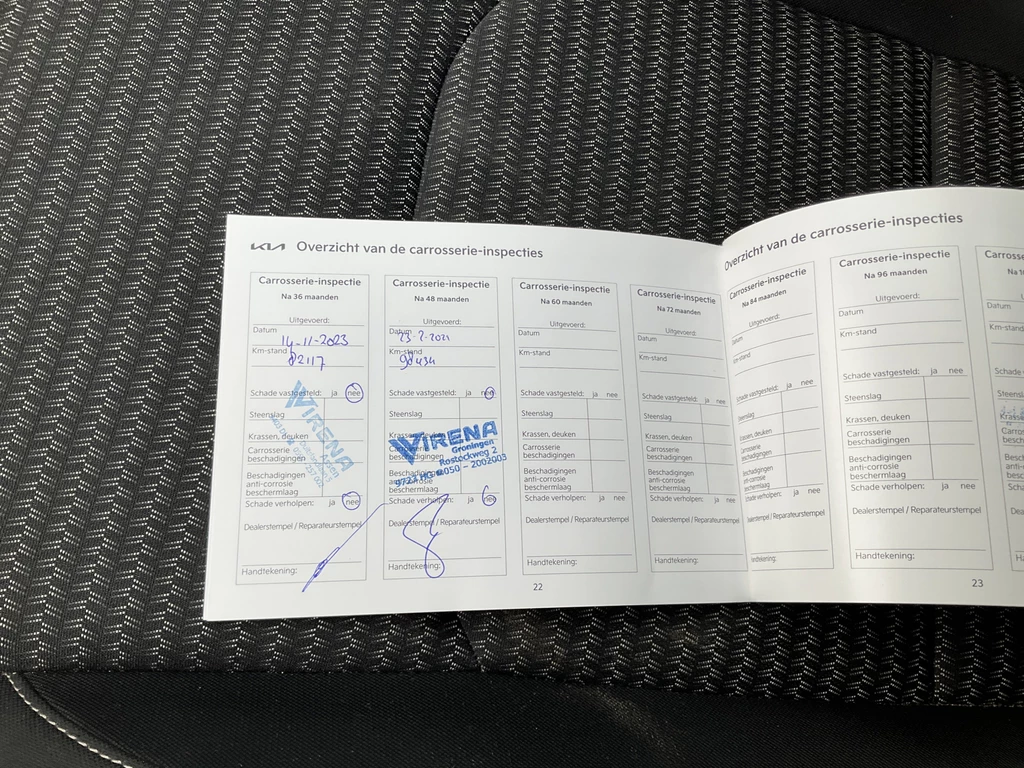 KIA Overzicht van de carrosserie-inspecties
Carrosserie-inspectie
Na 36 maanden
Uitgevoerd:
Datum
14-11-2023
Km-stand
82117
Schade vastgesteld: ja nee
Steenslag
Krassen, deuken
Carrosserie
beschadigingen
Beschadigingen
anti-corrosie
beschermlaag
Schade verholpen: ja nee
Dealerstempel / Reparateurstempel
Handtekening:
VIRENA
Carrosserie-inspectie
Na 48 maanden
Uitgevoerd:
Datum
Km-stand
Schade vastgesteld: ja nee
Steenslag
Krassen, deuken
Carrosserie
beschadigingen
Beschadigingen
anti-corrosie
beschermlaag
Schade verholpen: ja nee
Dealerstempel / Reparateurstempel
Handtekening:
VIRENA
Groningen
Rostockweg 2
050 - 2002003
Carrosserie-inspectie
Na 60 maanden
Uitgevoerd:
Datum
Km-stand
Schade vastgesteld: ja nee
Steenslag
Krassen, deuken
Carrosserie
beschadigingen
Beschadigingen
anti-corrosie
beschermlaag
Schade verholpen: ja nee
Dealerstempel / Reparateurstempel
Handtekening:
Carrosserie-inspectie
Na 72 maanden
Uitgevoerd:
Datum
Km-stand
Schade vastgesteld: ja nee
Steenslag
Krassen, deuken
Carrosserie
beschadigingen
Beschadigingen
anti-corrosie
beschermlaag
Schade verholpen: ja nee
Dealerstempel / Reparateurstempel
Handtekening:
22
Overzicht van de carrosserie-inspecties
Carrosserie-inspectie
Na 84 maanden
Uitgevoerd:
Datum
Km-stand
Schade vastgesteld: ja nee
Steenslag
Krassen, deuken
Carrosserie
beschadigingen
Beschadigingen
anti-corrosie
beschermlaag
Schade verholpen: ja nee
Dealerstempel / Reparateurstempel
Handtekening:
Carrosserie-inspectie
Na 96 maanden
Uitgevoerd:
Datum
Km-stand
Schade vastgesteld: ja nee
Steenslag
Krassen, deuken
Carrosserie
beschadigingen
Beschadigingen
anti-corrosie
beschermlaag
Schade verholpen: ja nee
Dealerstempel / Reparateurstempel
Handtekening:
Datum
Km-stand
23